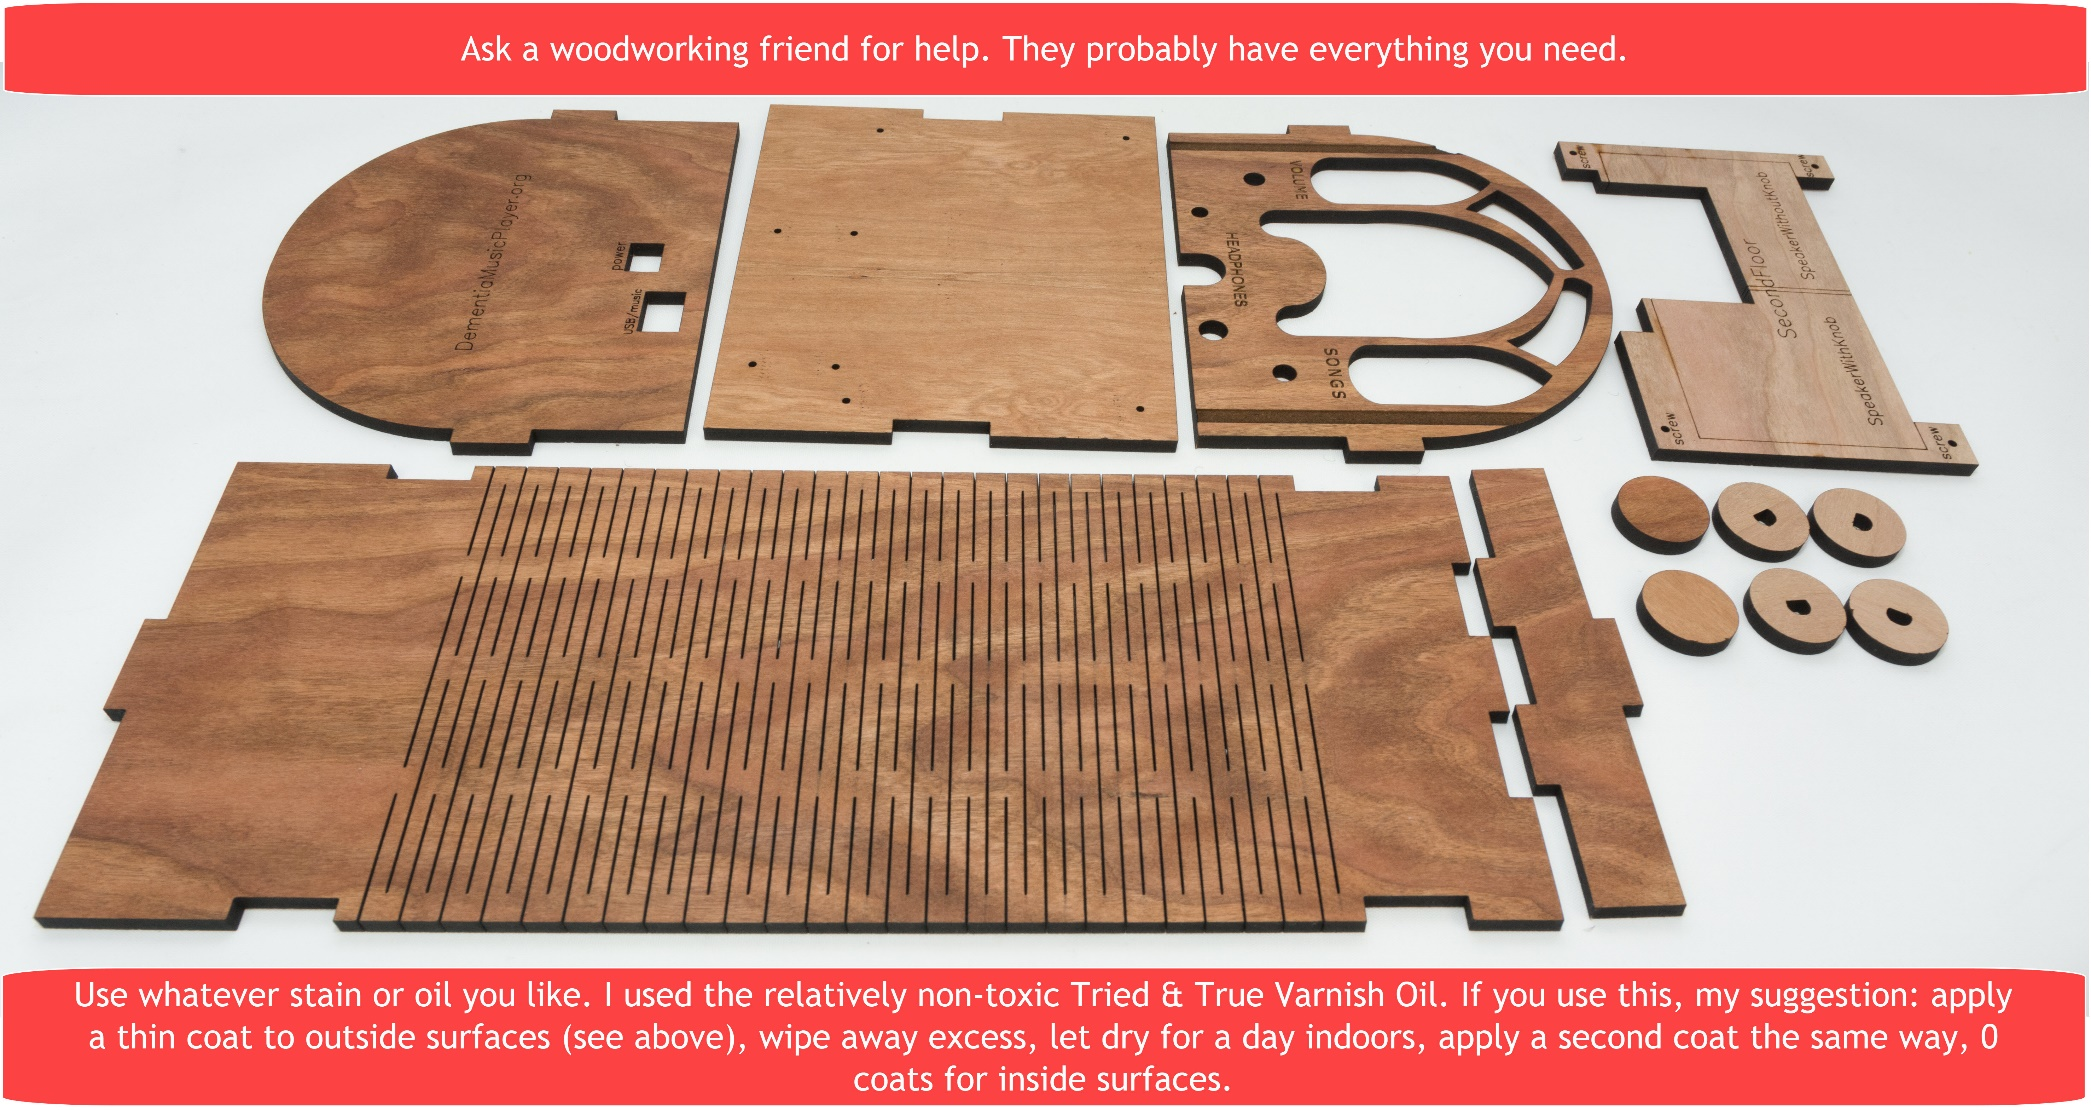 Ask a woodworking friend for help. They probably have everything you need.
DementiaMusicPlayer.org
power
USB/music
VOLUME
HEADPHONES
SONGS
screw
screw
SecondFloor
SpeakerWithoutKnob
SpeakerWithKnob
screw
screw
Use whatever stain or oil you like. I used the relatively non-toxic Tried & True Varnish Oil. If you use this, my suggestion: apply
a thin coat to outside surfaces (see above), wipe away excess, let dry for a day indoors, apply a second coat the same way, 0
coats for inside surfaces.